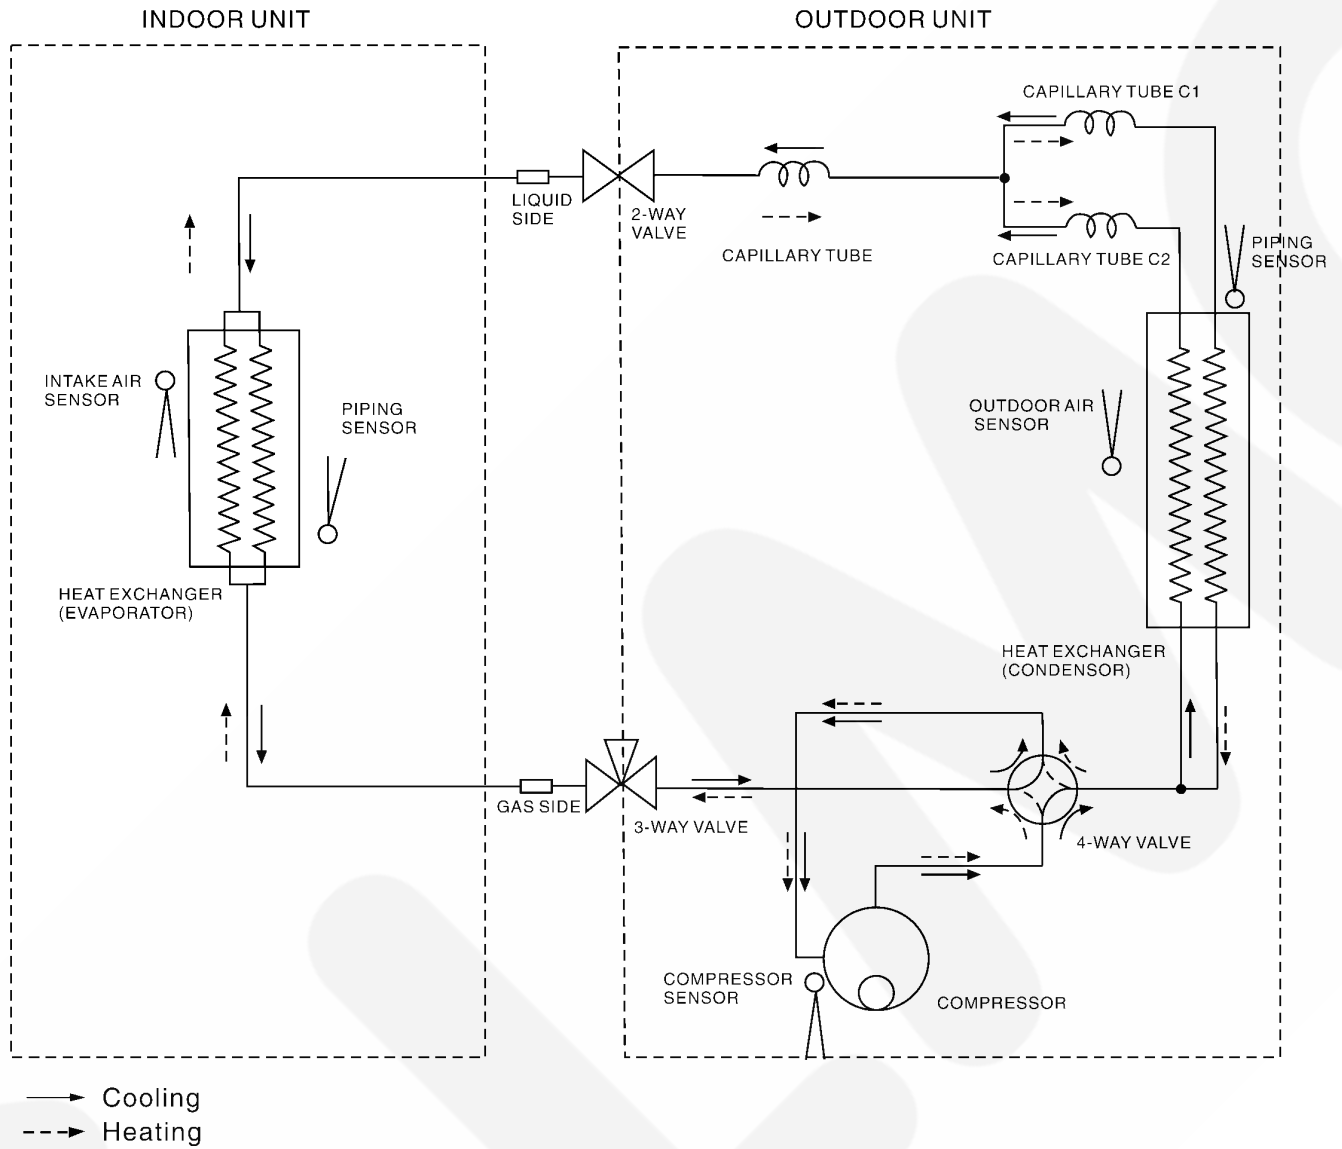 INDOOR UNIT
OUTDOOR UNIT
CAPILLARY TUBE C1
LIQUID
SIDE
2-WAY
VALVE
CAPILLARY TUBE
CAPILLARY TUBE C2
PIPING
SENSOR
INTAKE AIR
SENSOR
PIPING
SENSOR
OUTDOOR AIR
SENSOR
HEAT EXCHANGER
(EVAPORATOR)
HEAT EXCHANGER
(CONDENSOR)
GAS SIDE
3-WAY VALVE
4-WAY VALVE
COMPRESSOR
SENSOR
COMPRESSOR
Cooling
Heating